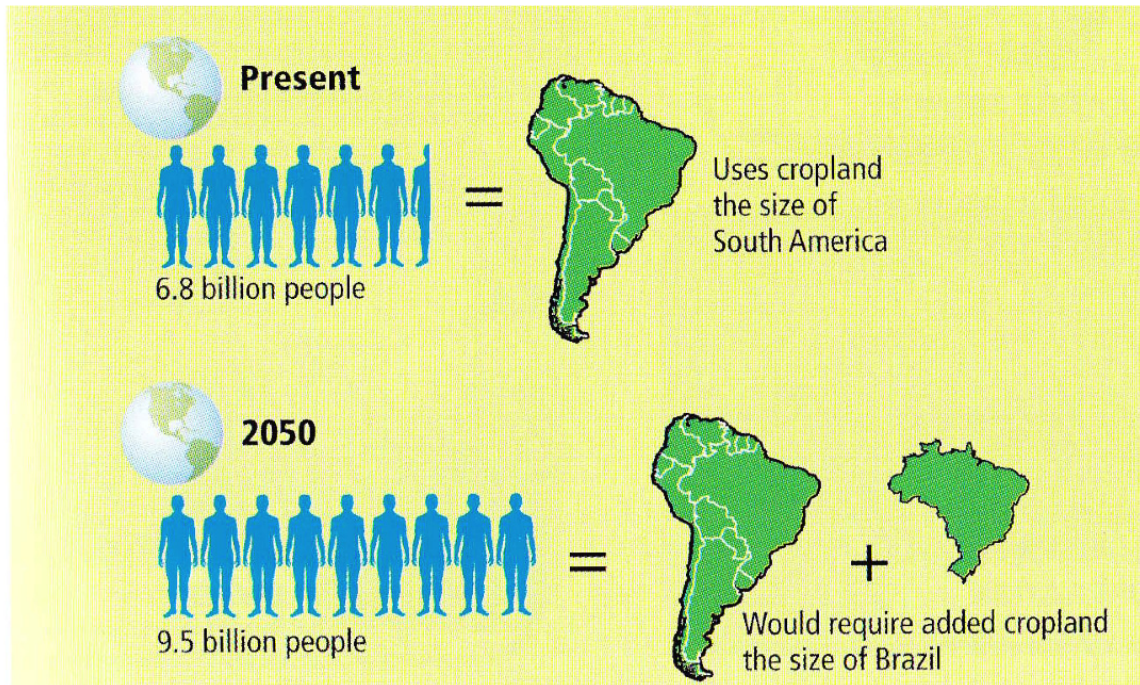 Present
Uses cropland
the size of
South America
6.8 billion people
=
2050
=
+
9.5 billion people
Would require added cropland
the size of Brazil